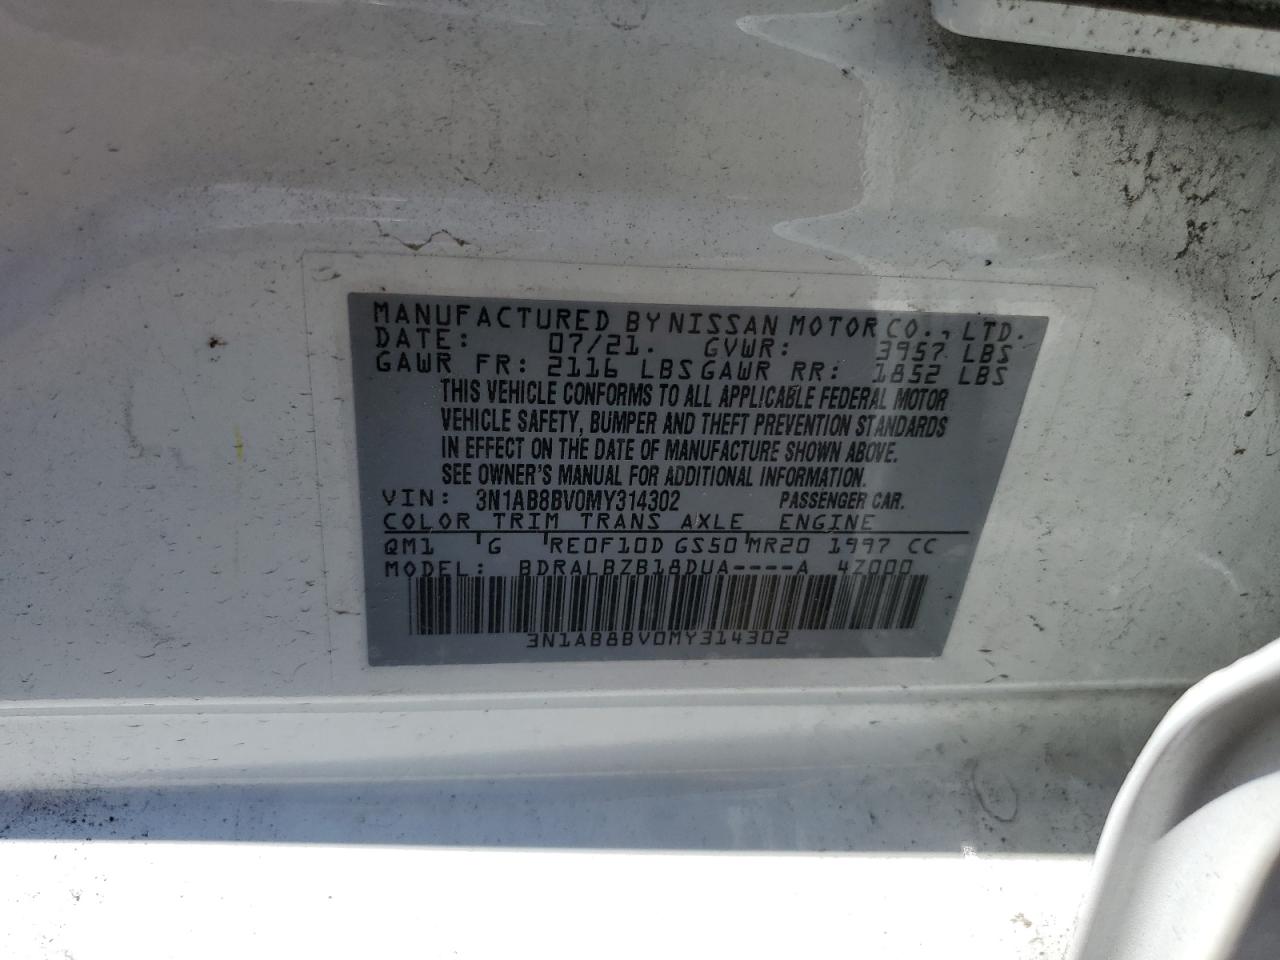 MANUFACTURED BY NISSAN MOTOR CO., LTD.
DATE: 07/21. GVWR: 3957 LBS
GAWR FR: 2116 LBS GAWR RR: 1852 LBS
THIS VEHICLE CONFORMS TO ALL APPLICABLE FEDERAL MOTOR
VEHICLE SAFETY, BUMPER AND THEFT PREVENTION STANDARDS
IN EFFECT ON THE DATE OF MANUFACTURE SHOWN ABOVE.
SEE OWNER'S MANUAL FOR ADDITIONAL INFORMATION.
VIN: 3N1AB8BV0MY314302 PASSENGER CAR.
COLOR TRIM TRANS AXLE ENGINE
QM1 'G 'RE0F10D GS50'MR20 1997 CC
MODEL: BDRALBZB18DUA----A 4Z000
3N1AB8BV0MY314302